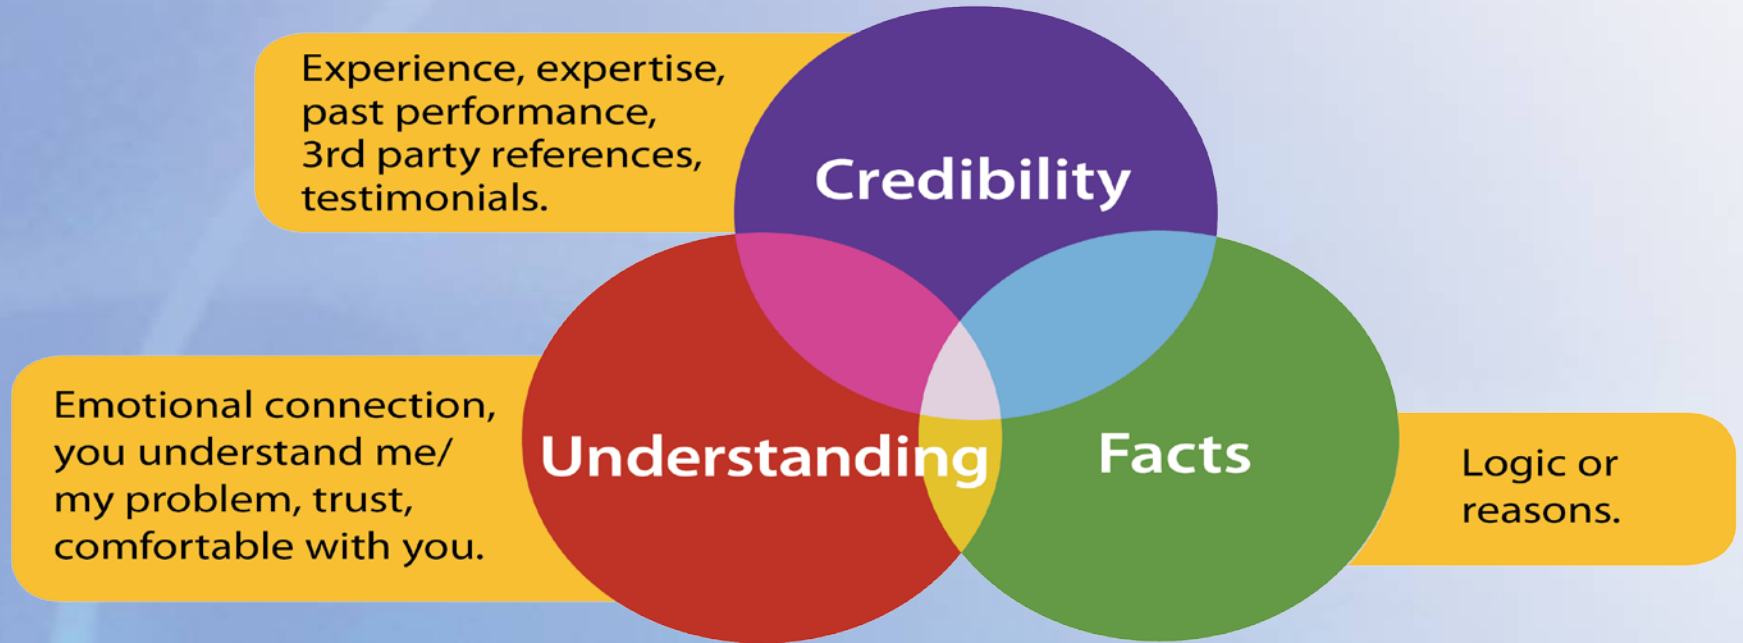 Experience, expertise,
past performance,
3rd party references,
testimonials.
Credibility
Emotional connection,
you understand me/
my problem, trust,
comfortable with you.
Understanding
Facts
Logic or
reasons.